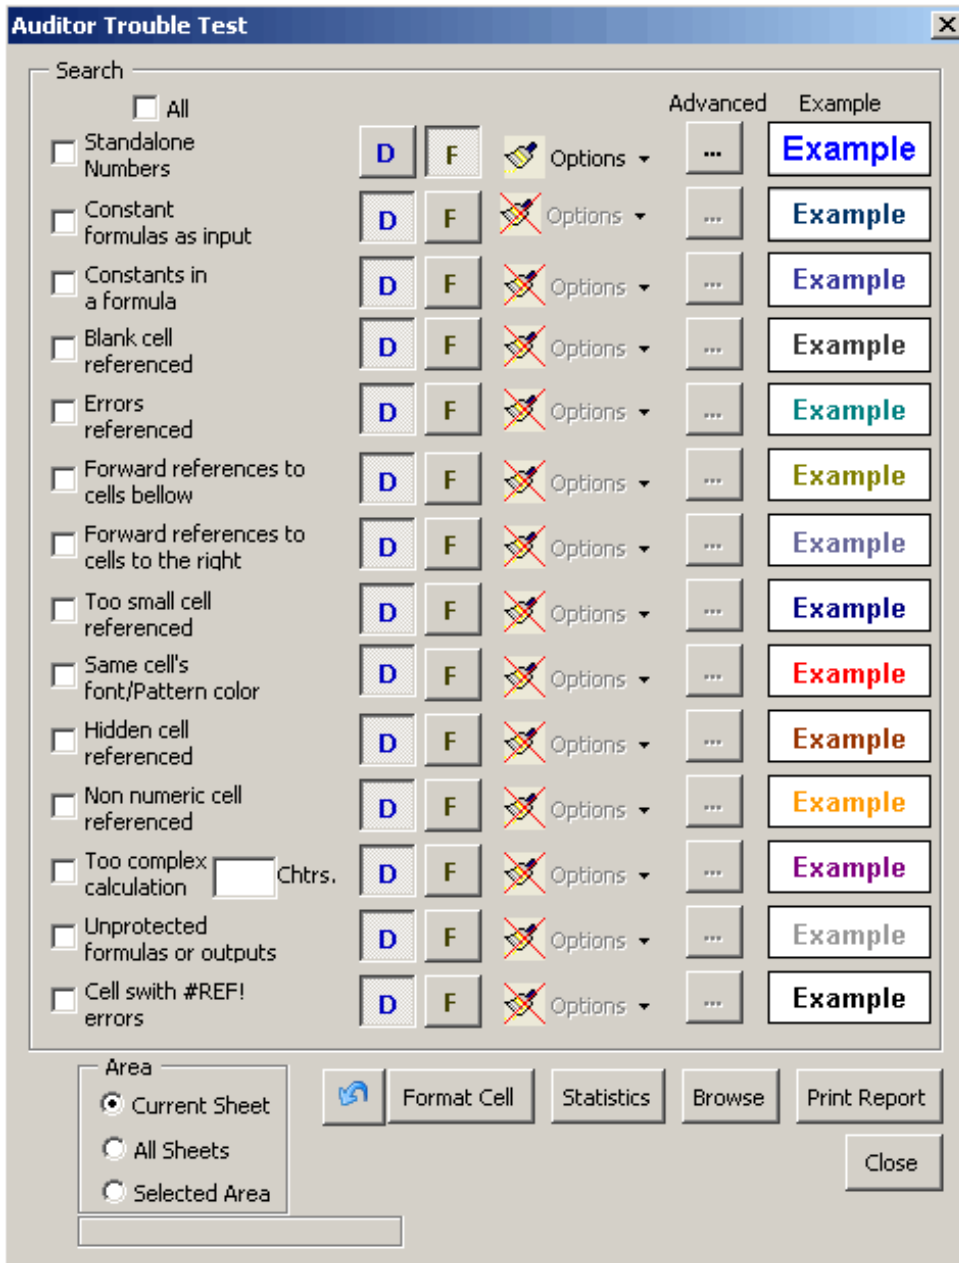 Auditor Trouble Test
Search
All
Advanced Example
Standalone
Numbers
D F Options ... Example
Constant
formulas as input
D F Options ... Example
Constants in
a formula
D F Options ... Example
Blank cell
referenced
D F Options ... Example
Errors
referenced
D F Options ... Example
Forward references to
cells bellow
D F Options ... Example
Forward references to
cells to the right
D F Options ... Example
Too small cell
referenced
D F Options ... Example
Same cell's
font/Pattern color
D F Options ... Example
Hidden cell
referenced
D F Options ... Example
Non numeric cell
referenced
D F Options ... Example
Too complex
calculation Chtrs.
D F Options ... Example
Unprotected
formulas or outputs
D F Options ... Example
Cell swith #REF!
errors
D F Options ... Example
Area
Current Sheet
All Sheets
Selected Area
Format Cell Statistics Browse Print Report
Close